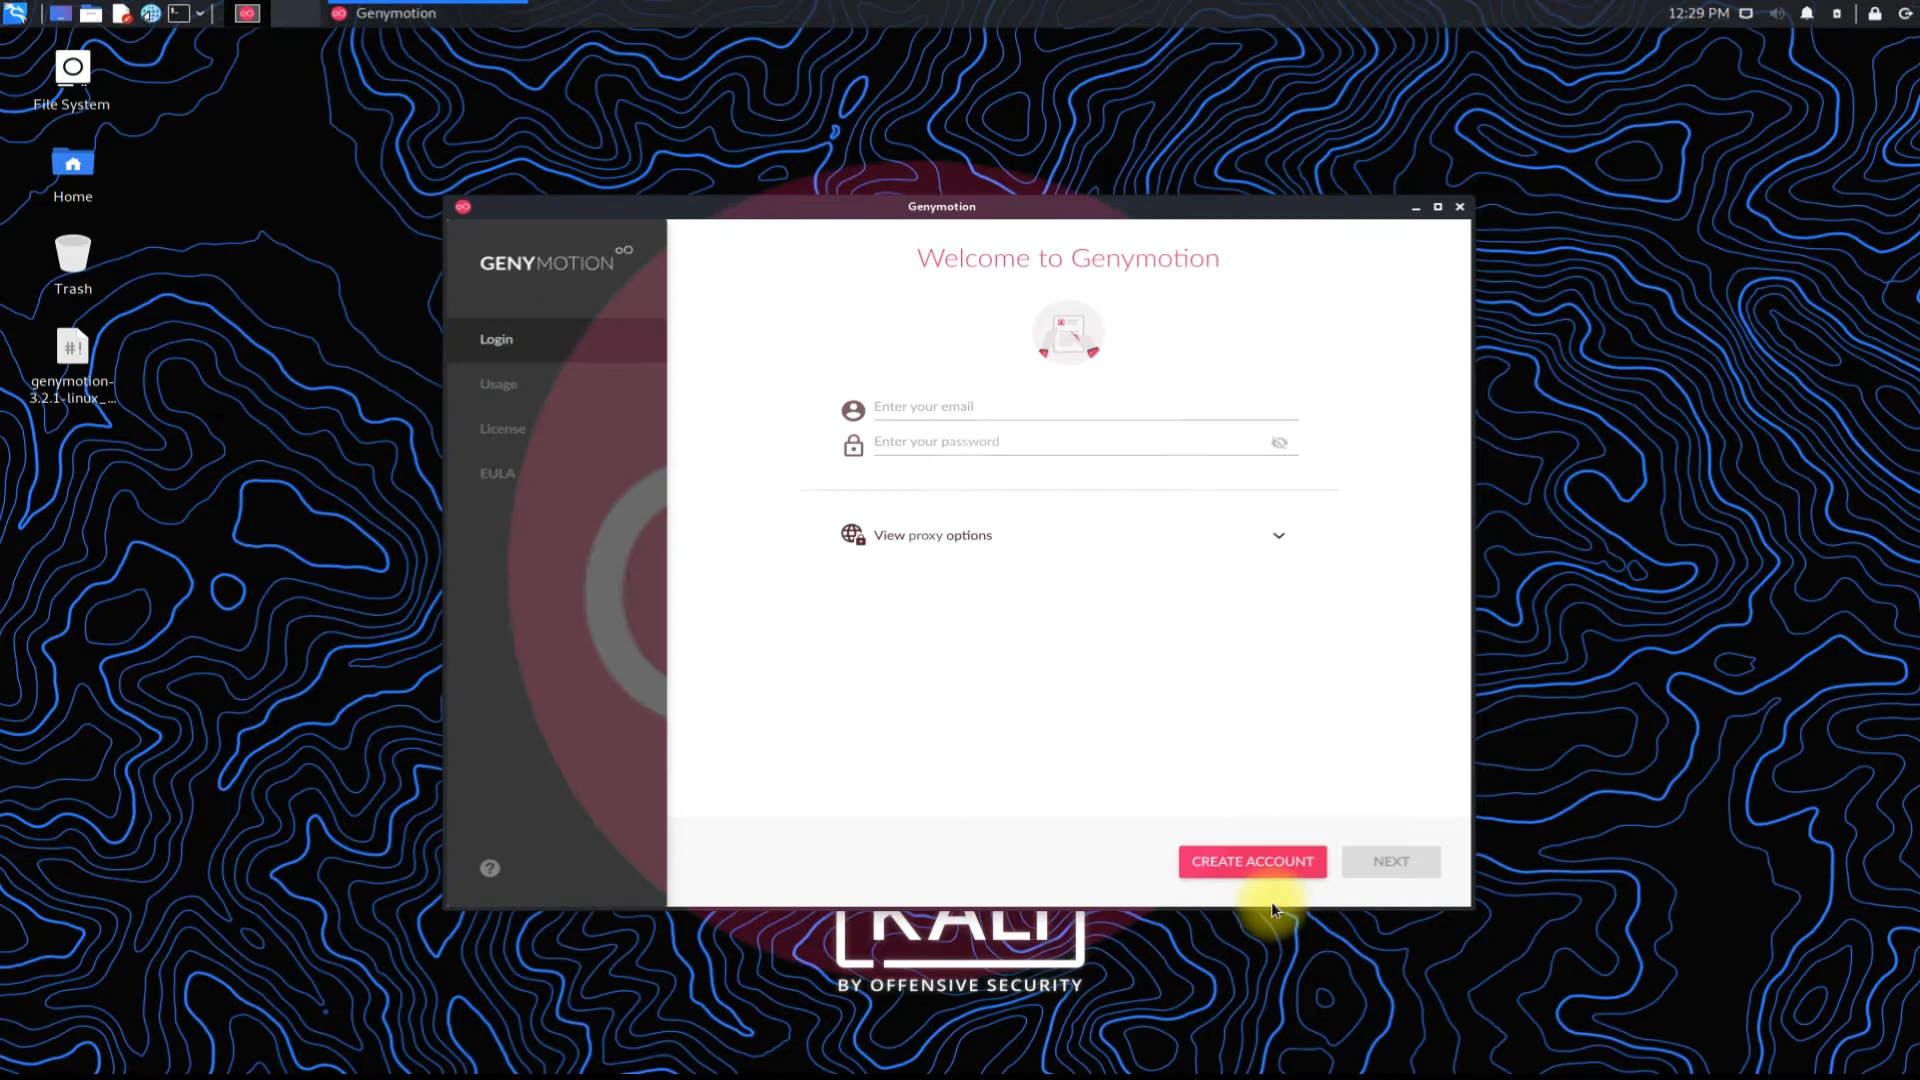 Genymotion
12:29 PM
File System
Home
Trash
#!
genymotion-
3.2.1-linux_...
Genymotion
GENYMOTION
Login
Usage
License
EULA
?
Welcome to Genymotion
Enter your email
Enter your password
View proxy options
CREATE ACCOUNT
NEXT
KALI
BY OFFENSIVE SECURITY